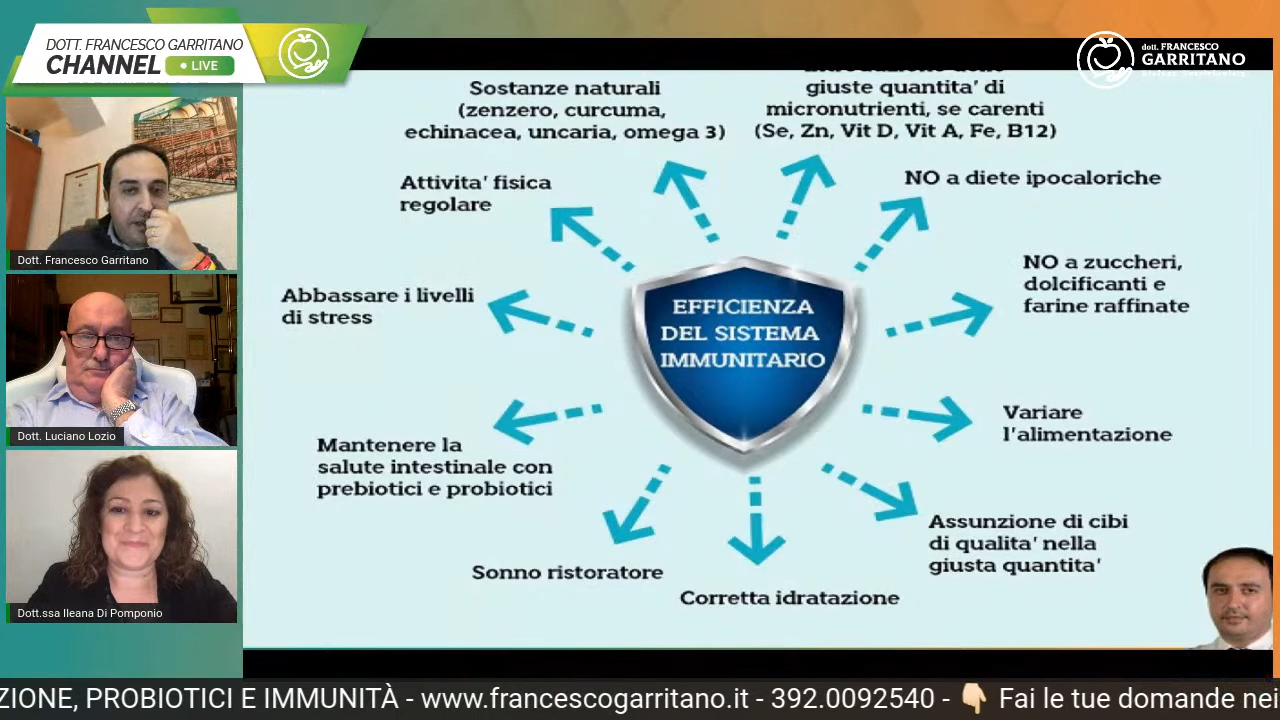 DOTT. FRANCESCO GARRITANO
CHANNEL
• LIVE
dott. FRANCESCO
GARRITANO
Dott. Francesco Garritano
Dott. Luciano Lozio
Dott.ssa Ileana Di Pomponio
Sostanze naturali
(zenzero, curcuma,
echinacea, uncaria, omega 3)
giuste quantita' di
micronutrienti, se carenti
(Se, Zn, Vit D, Vit A, Fe, B12)
Attivita' fisica
regolare
NO a diete ipocaloriche
Abbassare i livelli
di stress
NO a zuccheri,
dolcificanti e
farine raffinate
EFFICIENZA
DEL SISTEMA
IMMUNITARIO
Mantenere la
salute intestinale con
prebiotici e probiotici
Variare
l'alimentazione
Sonno ristoratore
Corretta idratazione
Assunzione di cibi
di qualita' nella
giusta quantita'
ZIONE, PROBIOTICI E IMMUNITÀ - www.francescogarritano.it - 392.0092540 - 👇🏻 Fai le tue domande nei